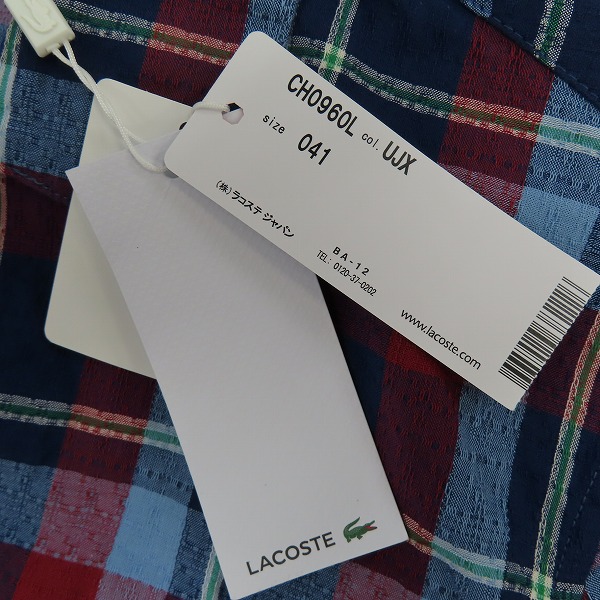 CH0960L col. UJX
size 041
(株)ラコステ ジャパン
BA-12
TEL: 0120-37-0202
www.lacoste.com
LACOSTE